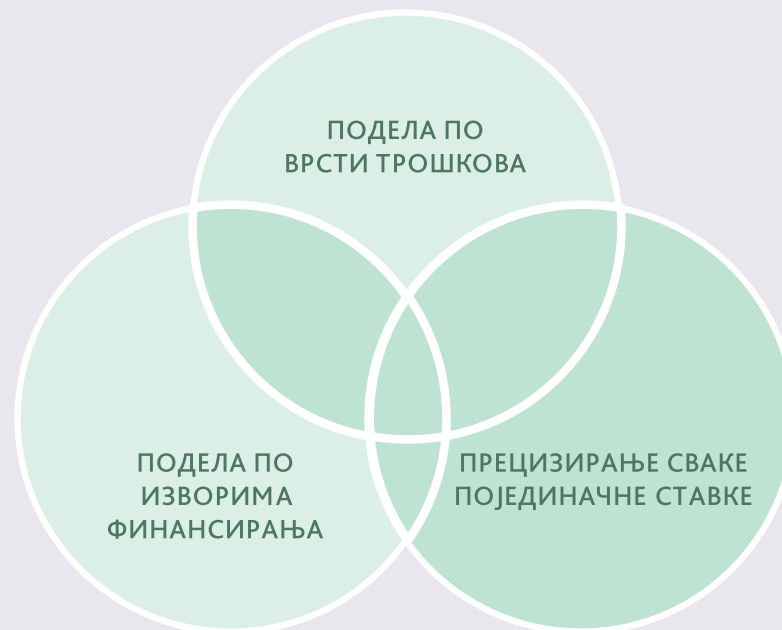 ПОДЕЛА ПО
ВРСТИ ТРОШКОВА
ПОДЕЛА ПО
ИЗВОРИМА
ФИНАНСИРАЊА
ПРЕЦИЗИРАЊЕ СВАКЕ
ПОЈЕДИНАЧНЕ СТАВКЕ